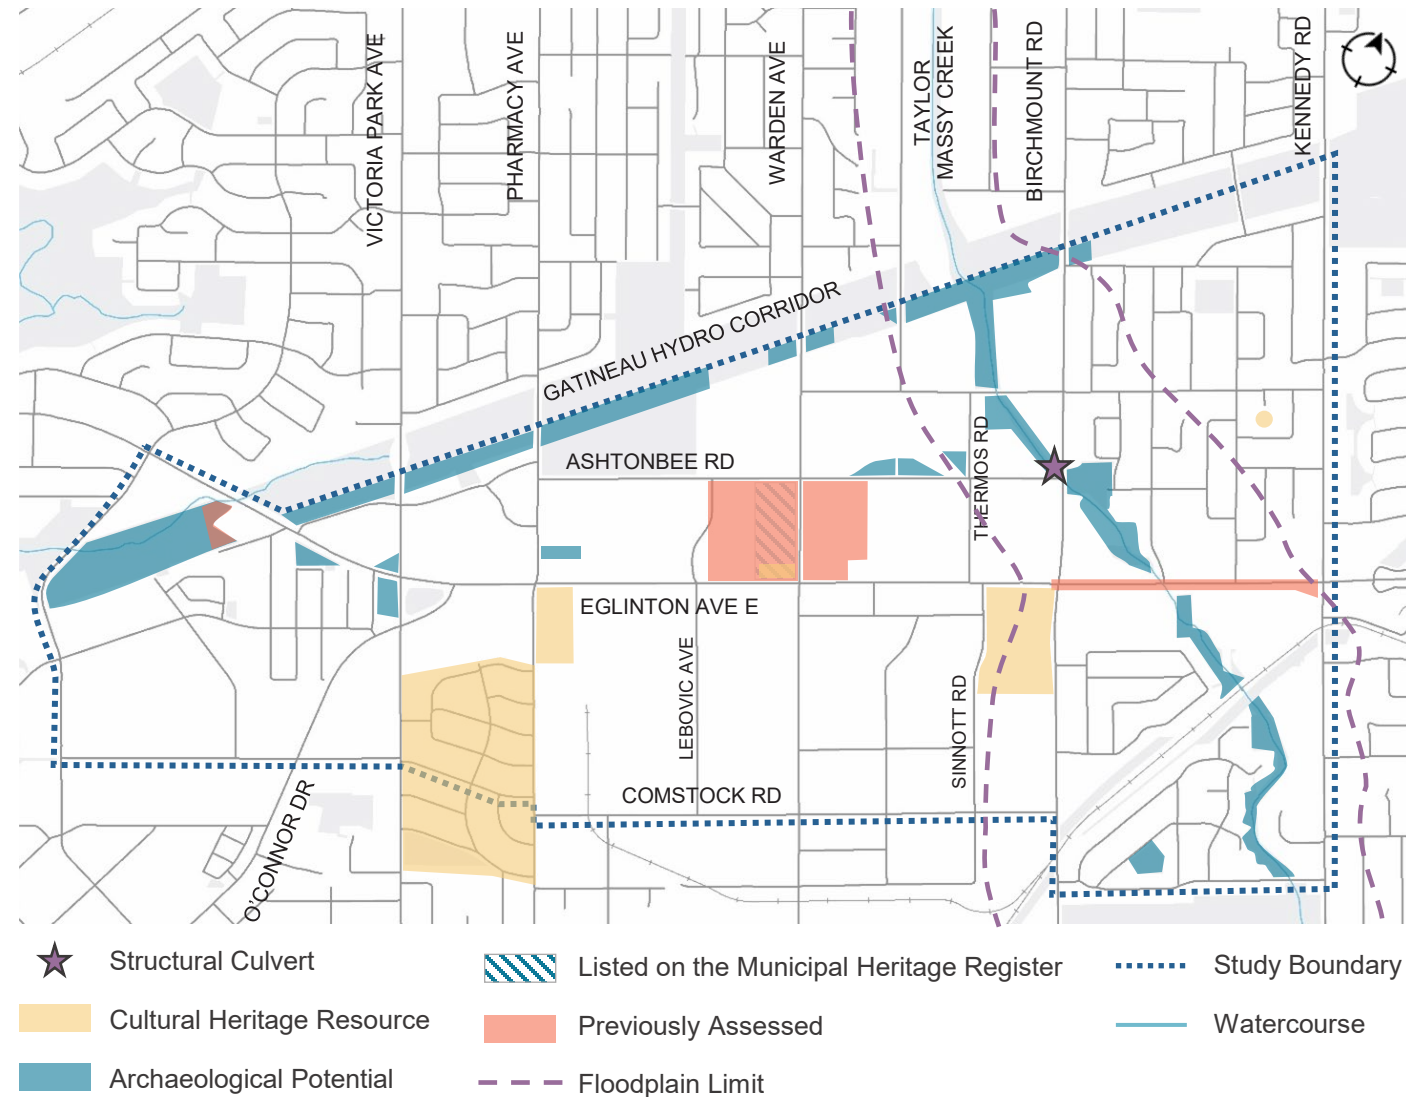 VICTORIA PARK AVE
PHARMACY AVE
WARDEN AVE
TAYLOR
MASSY CREEK
BIRCHMOUNT RD
KENNEDY RD
GATINEAU HYDRO CORRIDOR
ASHTONBEE RD
THERMOS RD
EGLINTON AVE E
LEBOVIC AVE
SINNOTT RD
COMSTOCK RD
O'CONNOR DR
Structural Culvert
Listed on the Municipal Heritage Register
Study Boundary
Cultural Heritage Resource
Previously Assessed
Watercourse
Archaeological Potential
Floodplain Limit